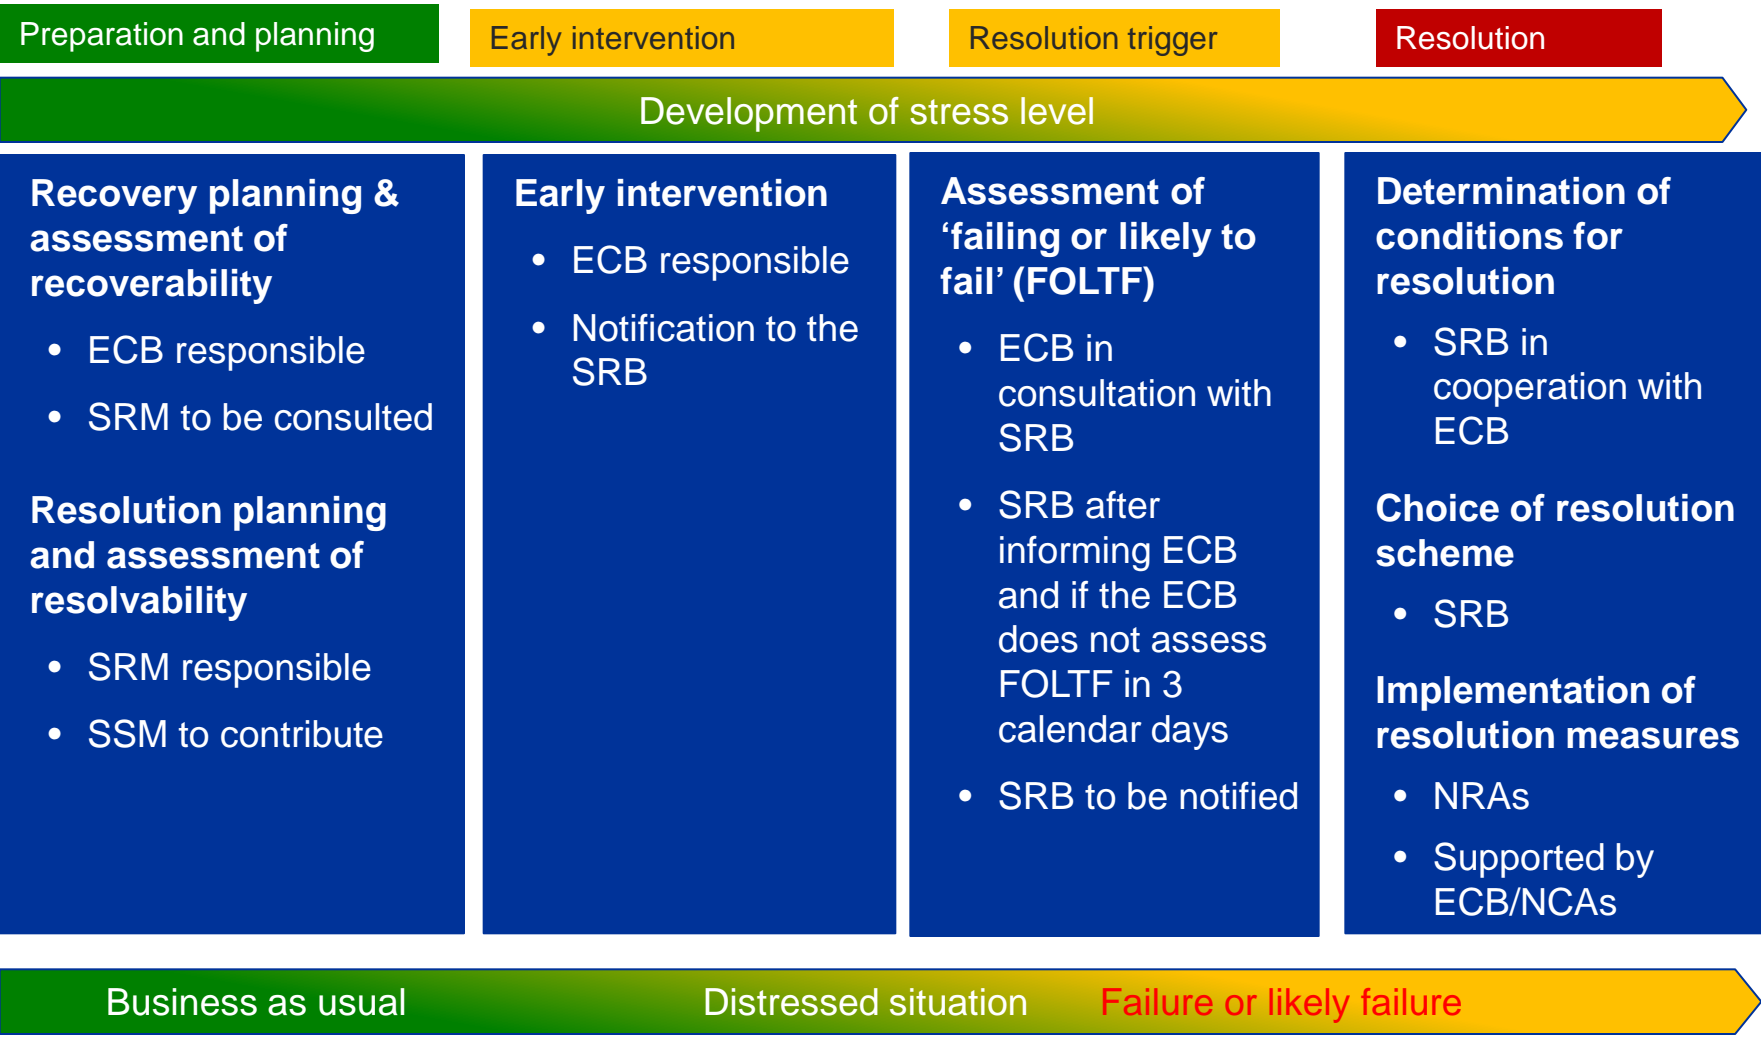 Preparation and planning
Early intervention
Resolution trigger
Resolution
Development of stress level
Recovery planning &
assessment of
recoverability
• ECB responsible
• SRM to be consulted
Resolution planning
and assessment of
resolvability
• SRM responsible
• SSM to contribute
Early intervention
• ECB responsible
• Notification to the
SRB
Assessment of
‘failing or likely to
fail’ (FOLTF)
• ECB in
consultation with
SRB
• SRB after
informing ECB
and if the ECB
does not assess
FOLTF in 3
calendar days
• SRB to be notified
Determination of
conditions for
resolution
• SRB in
cooperation with
ECB
Choice of resolution
scheme
• SRB
Implementation of
resolution measures
• NRAs
• Supported by
ECB/NCAs
Business as usual
Distressed situation
Failure or likely failure